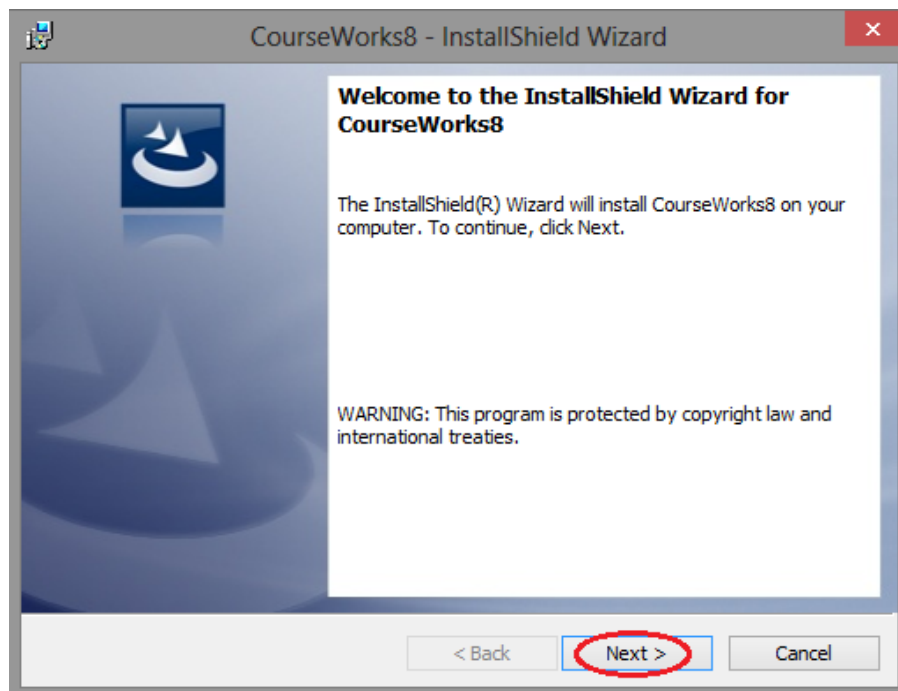 CourseWorks8 - InstallShield Wizard
Welcome to the InstallShield Wizard for
CourseWorks8
The InstallShield(R) Wizard will install CourseWorks8 on your
computer. To continue, click Next.
WARNING: This program is protected by copyright law and
international treaties.
< Back Next > Cancel